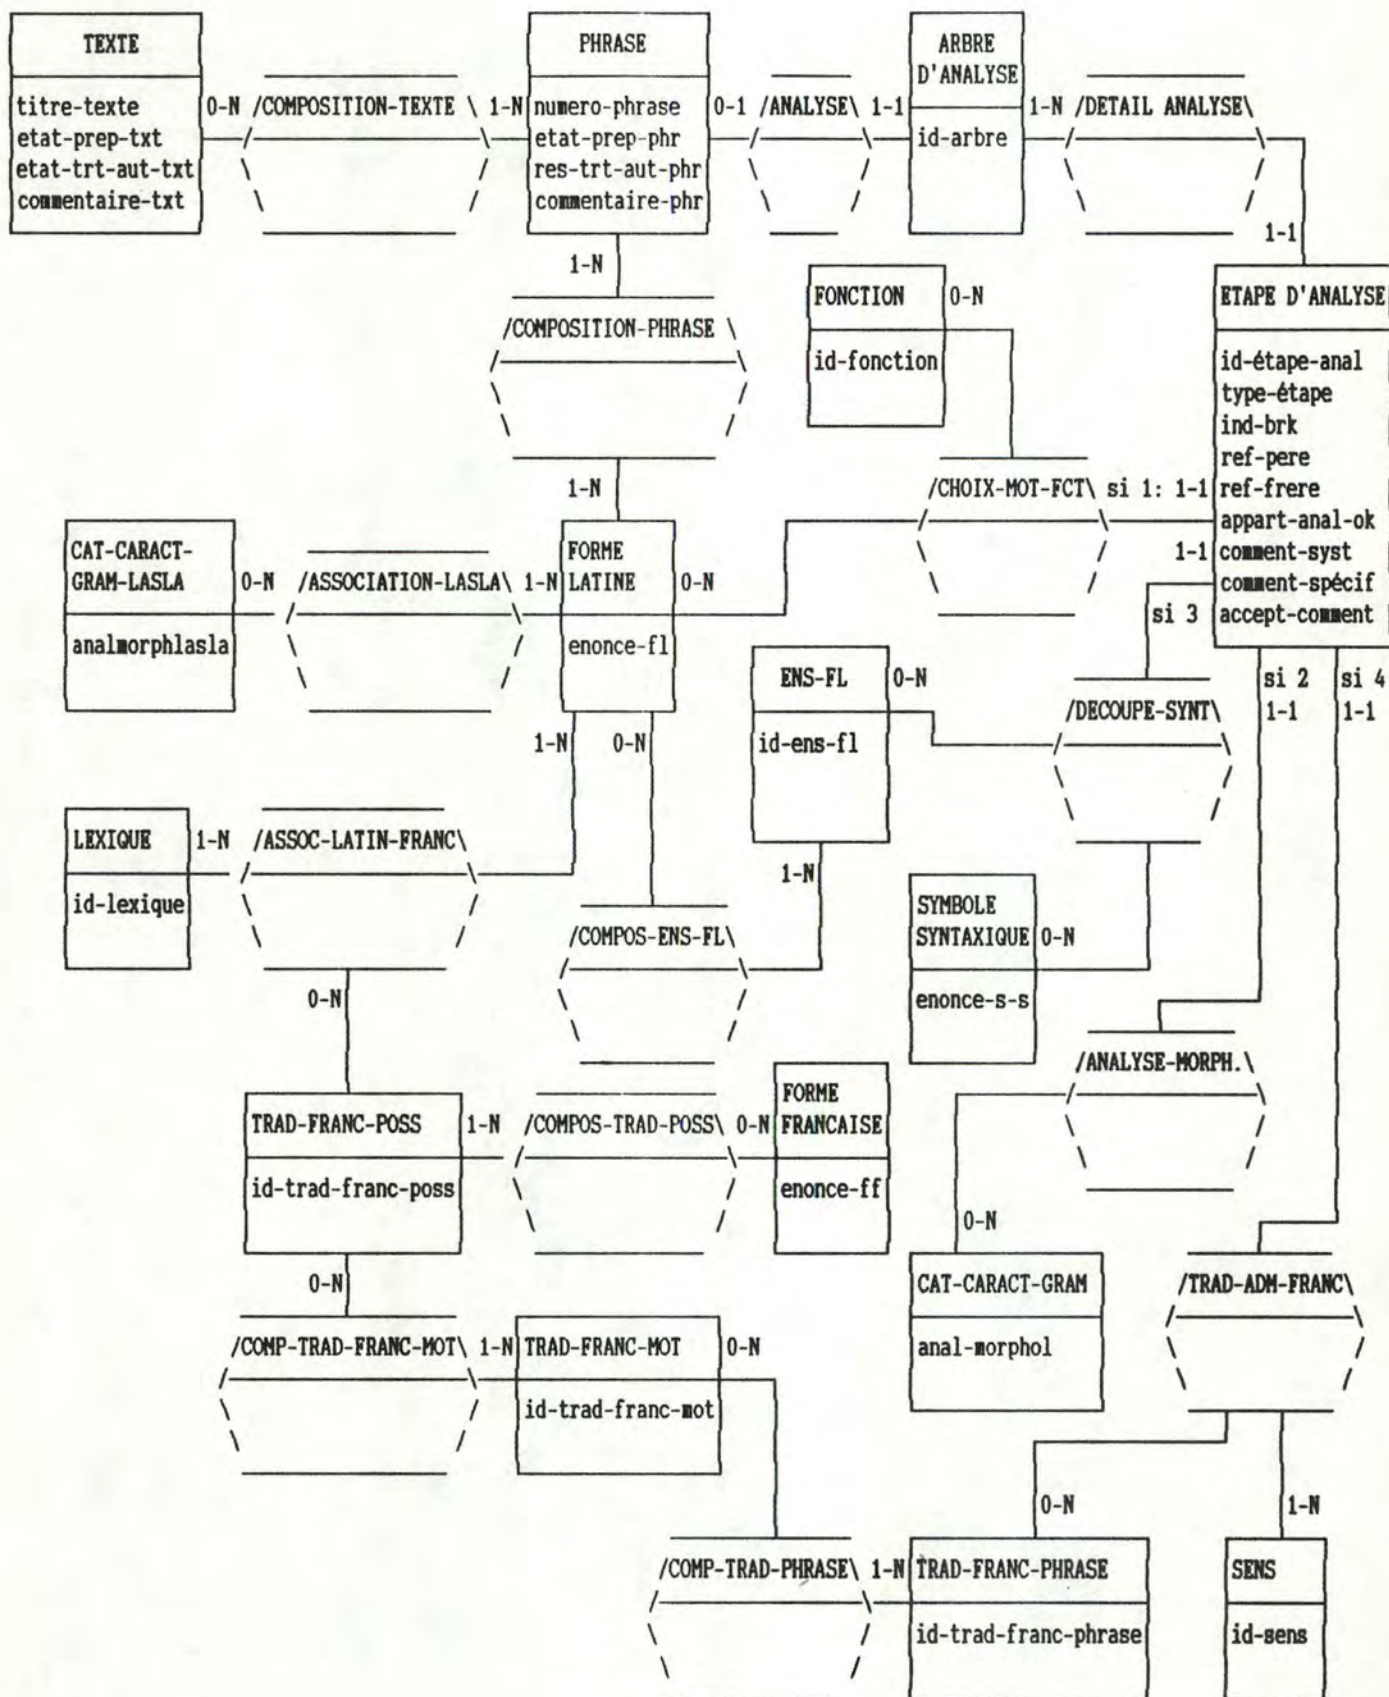 TEXTE
titre-texte
etat-prep-txt
etat-trt-aut-txt
commentaire-txt
0-N
/COMPOSITION-TEXTE \
1-N
PHRASE
numero-phrase
etat-prep-phr
res-trt-aut-phr
commentaire-phr
0-1
/ANALYSE\
1-1
ARBRE
D'ANALYSE
id-arbre
1-N
/DETAIL ANALYSE\
1-1
1-N
/COMPOSITION-PHRASE \
1-N
FONCTION
0-N
id-fonction
ETAPE D'ANALYSE
id-étape-anal
type-étape
ind-brk
ref-pere
ref-frere
appart-anal-ok
comment-syst
comment-spécif
accept-comment
/CHOIX-MOT-FCT\
si 1: 1-1
1-1
si 3
si 2
1-1
si 4
1-1
CAT-CARACT-
GRAM-LASLA
analmorphlasla
0-N
/ASSOCIATION-LASLA\
1-N
FORME
LATINE
enonce-fl
0-N
1-N
0-N
ENS-FL
0-N
id-ens-fl
1-N
/DECOUPE-SYNT\
LEXIQUE
id-lexique
1-N
/ASSOC-LATIN-FRANC\
0-N
/COMPOS-ENS-FL\
SYMBOLE
SYNTAXIQUE
0-N
enonce-s-s
/ANALYSE-MORPH.\
0-N
TRAD-FRANC-POSS
id-trad-franc-poss
1-N
/COMPOS-TRAD-POSS\
0-N
FORME
FRANCAISE
enonce-ff
0-N
CAT-CARACT-GRAM
anal-morphol
/TRAD-ADM-FRANC\
/COMP-TRAD-FRANC-MOT\
1-N
TRAD-FRANC-MOT
id-trad-franc-mot
0-N
0-N
1-N
/COMP-TRAD-PHRASE\
1-N
TRAD-FRANC-PHRASE
id-trad-franc-phrase
SENS
id-sens